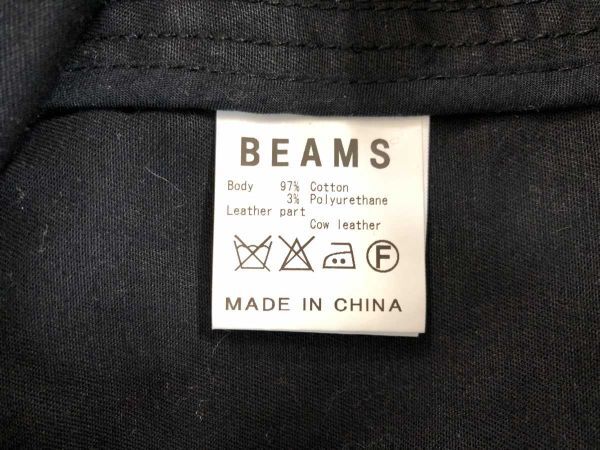 BEAMS
Body 97% Cotton
3% Polyurethane
Leather part
Cow leather
F
MADE IN CHINA